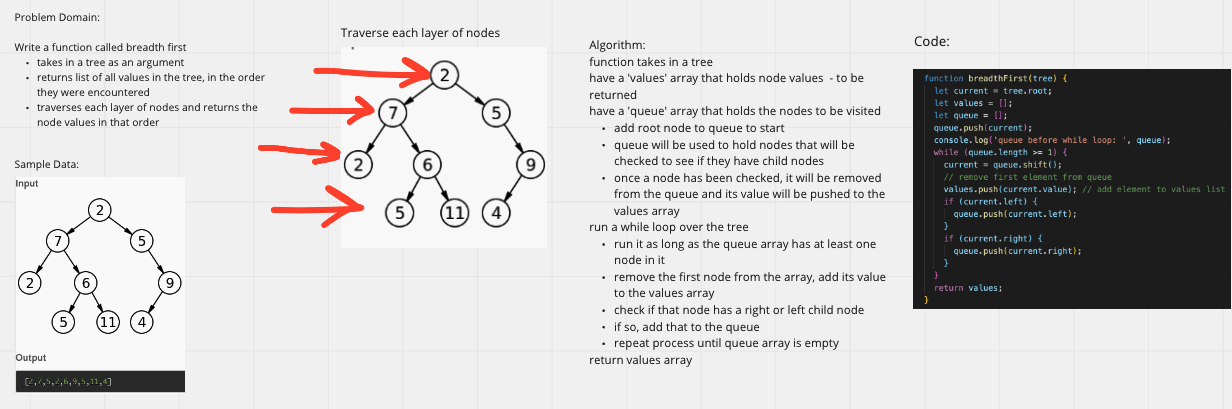 Problem Domain:
Write a function called breadth first
• takes in a tree as an argument
• returns list of all values in the tree, in the order
they were encountered
• traverses each layer of nodes and returns the
node values in that order
Sample Data:
Input
2
7
5
2
6
9
5
11
4
Output
[2,7,5,2,6,9,5,11,4]
Traverse each layer of nodes
2
7
5
2
6
9
5
11
4
Algorithm:
function takes in a tree
have a 'values' array that holds node values - to be
returned
have a 'queue' array that holds the nodes to be visited
• add root node to queue to start
• queue will be used to hold nodes that will be
checked to see if they have child nodes
• once a node has been checked, it will be removed
from the queue and its value will be pushed to the
values array
run a while loop over the tree
• run it as long as the queue array has at least one
node in it
• remove the first node from the array, add its value
to the values array
• check if that node has a right or left child node
• if so, add that to the queue
• repeat process until queue array is empty
return values array
Code:
function breadthFirst(tree) {
let current = tree.root;
let values = [];
let queue = [];
queue.push(current);
console.log('queue before while loop: ', queue);
while (queue.length >= 1) {
current = queue.shift();
// remove first element from queue
values.push(current.value); // add element to values list
if (current.left) {
queue.push(current.left);
}
if (current.right) {
queue.push(current.right);
}
}
return values;
}